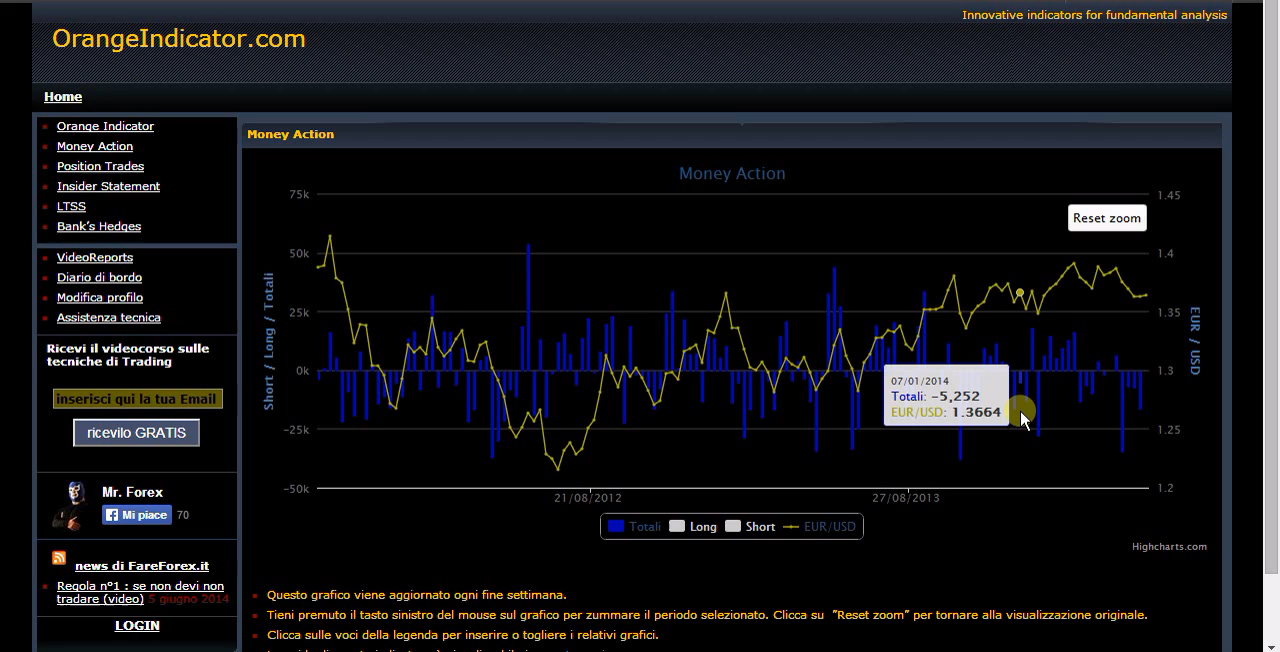 Innovative indicators for fundamental analysis
OrangeIndicator.com
Home
Orange Indicator
Money Action
Position Trades
Insider Statement
LTSS
Bank's Hedges
VideoReports
Diario di bordo
Modifica profilo
Assistenza tecnica
Ricevi il videocorso sulle
tecniche di Trading
inserisci qui la tua Email
ricevilo GRATIS
Mr. Forex
Mi piace 70
news di FareForex.it
Regola n°1 : se non devi non
tradare (video) 5 giugno 2014
LOGIN
Money Action
Money Action
75k
50k
25k
0k
-25k
-50k
Short / Long / Totali
1.45
1.4
1.35
1.3
1.25
1.2
EUR / USD
Reset zoom
07/01/2014
Totali: -5,252
EUR/USD: 1.3664
21/08/2012
27/08/2013
Totali Long Short EUR/USD
Highcharts.com
Questo grafico viene aggiornato ogni fine settimana.
Tieni premuto il tasto sinistro del mouse sul grafico per zummare il periodo selezionato. Clicca su "Reset zoom" per tornare alla visualizzazione originale.
Clicca sulle voci della legenda per inserire o togliere i relativi grafici.